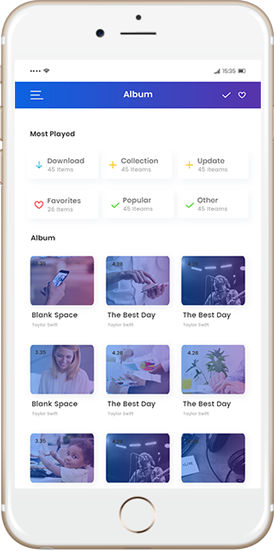 15:35
Album
Most Played
Download
45 Items
Collection
45 Iteams
Update
45 Iteams
Favorites
26 Items
Popular
45 Iteams
Other
45 Iteams
Album
3.35
4.28
4.28
Blank Space
The Best Day
The Best Day
Taylor Swift
Taylor Swift
Taylor Swift
3.35
4.28
4.28
Blank Space
The Best Day
The Best Day
Taylor Swift
Taylor Swift
Taylor Swift
3.35
4.28